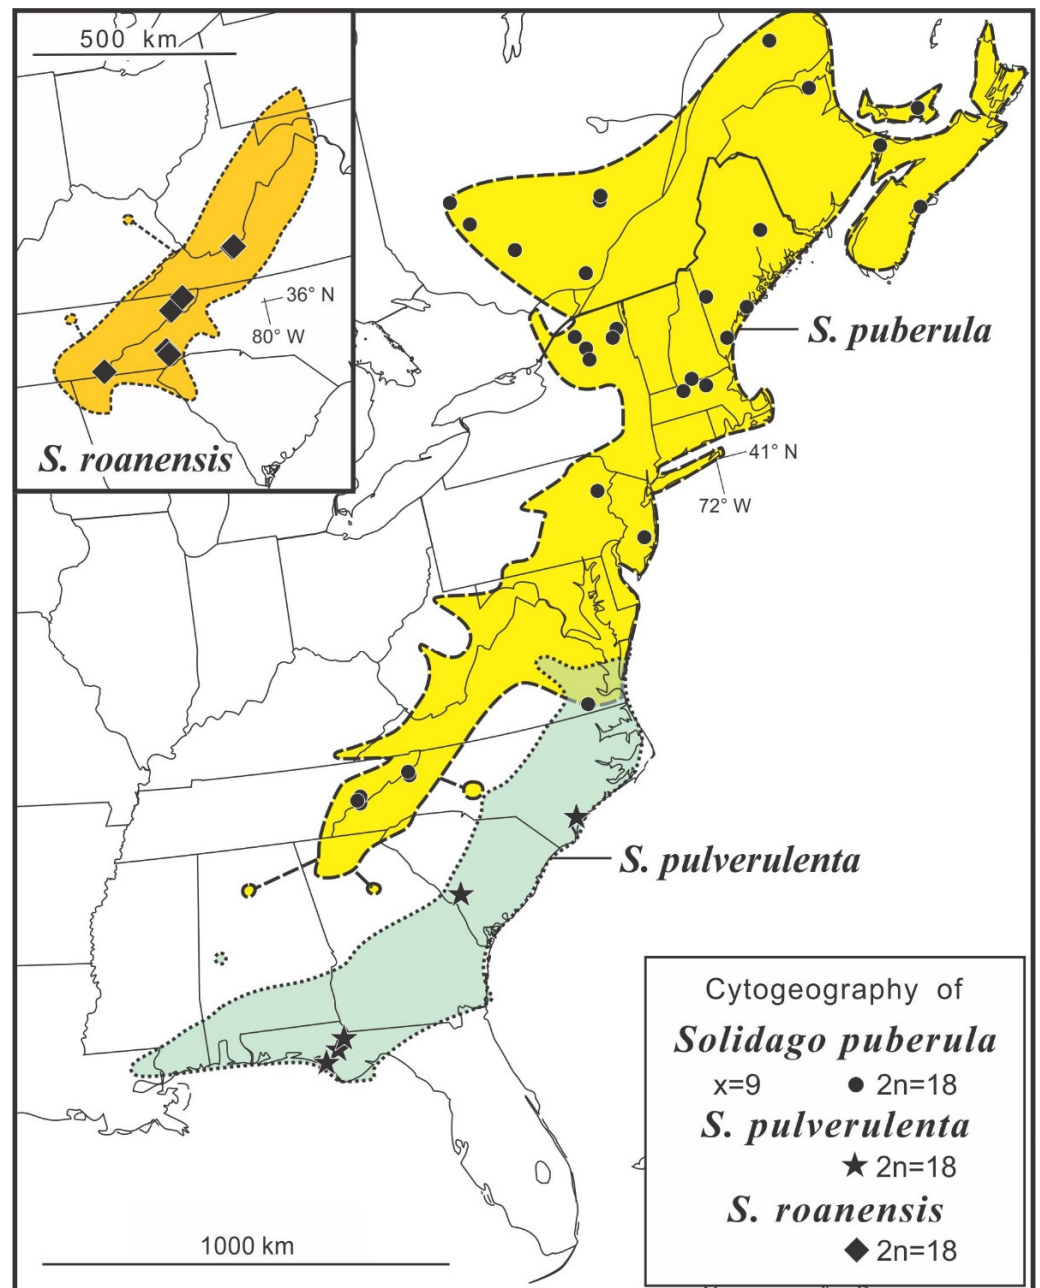 500 km
36° N
80° W
S. roanensis
S. puberula
41° N
72° W
S. pulverulenta
Cytogeography of
Solidago puberula
x=9 2n=18
S. pulverulenta
2n=18
S. roanensis
2n=18
1000 km